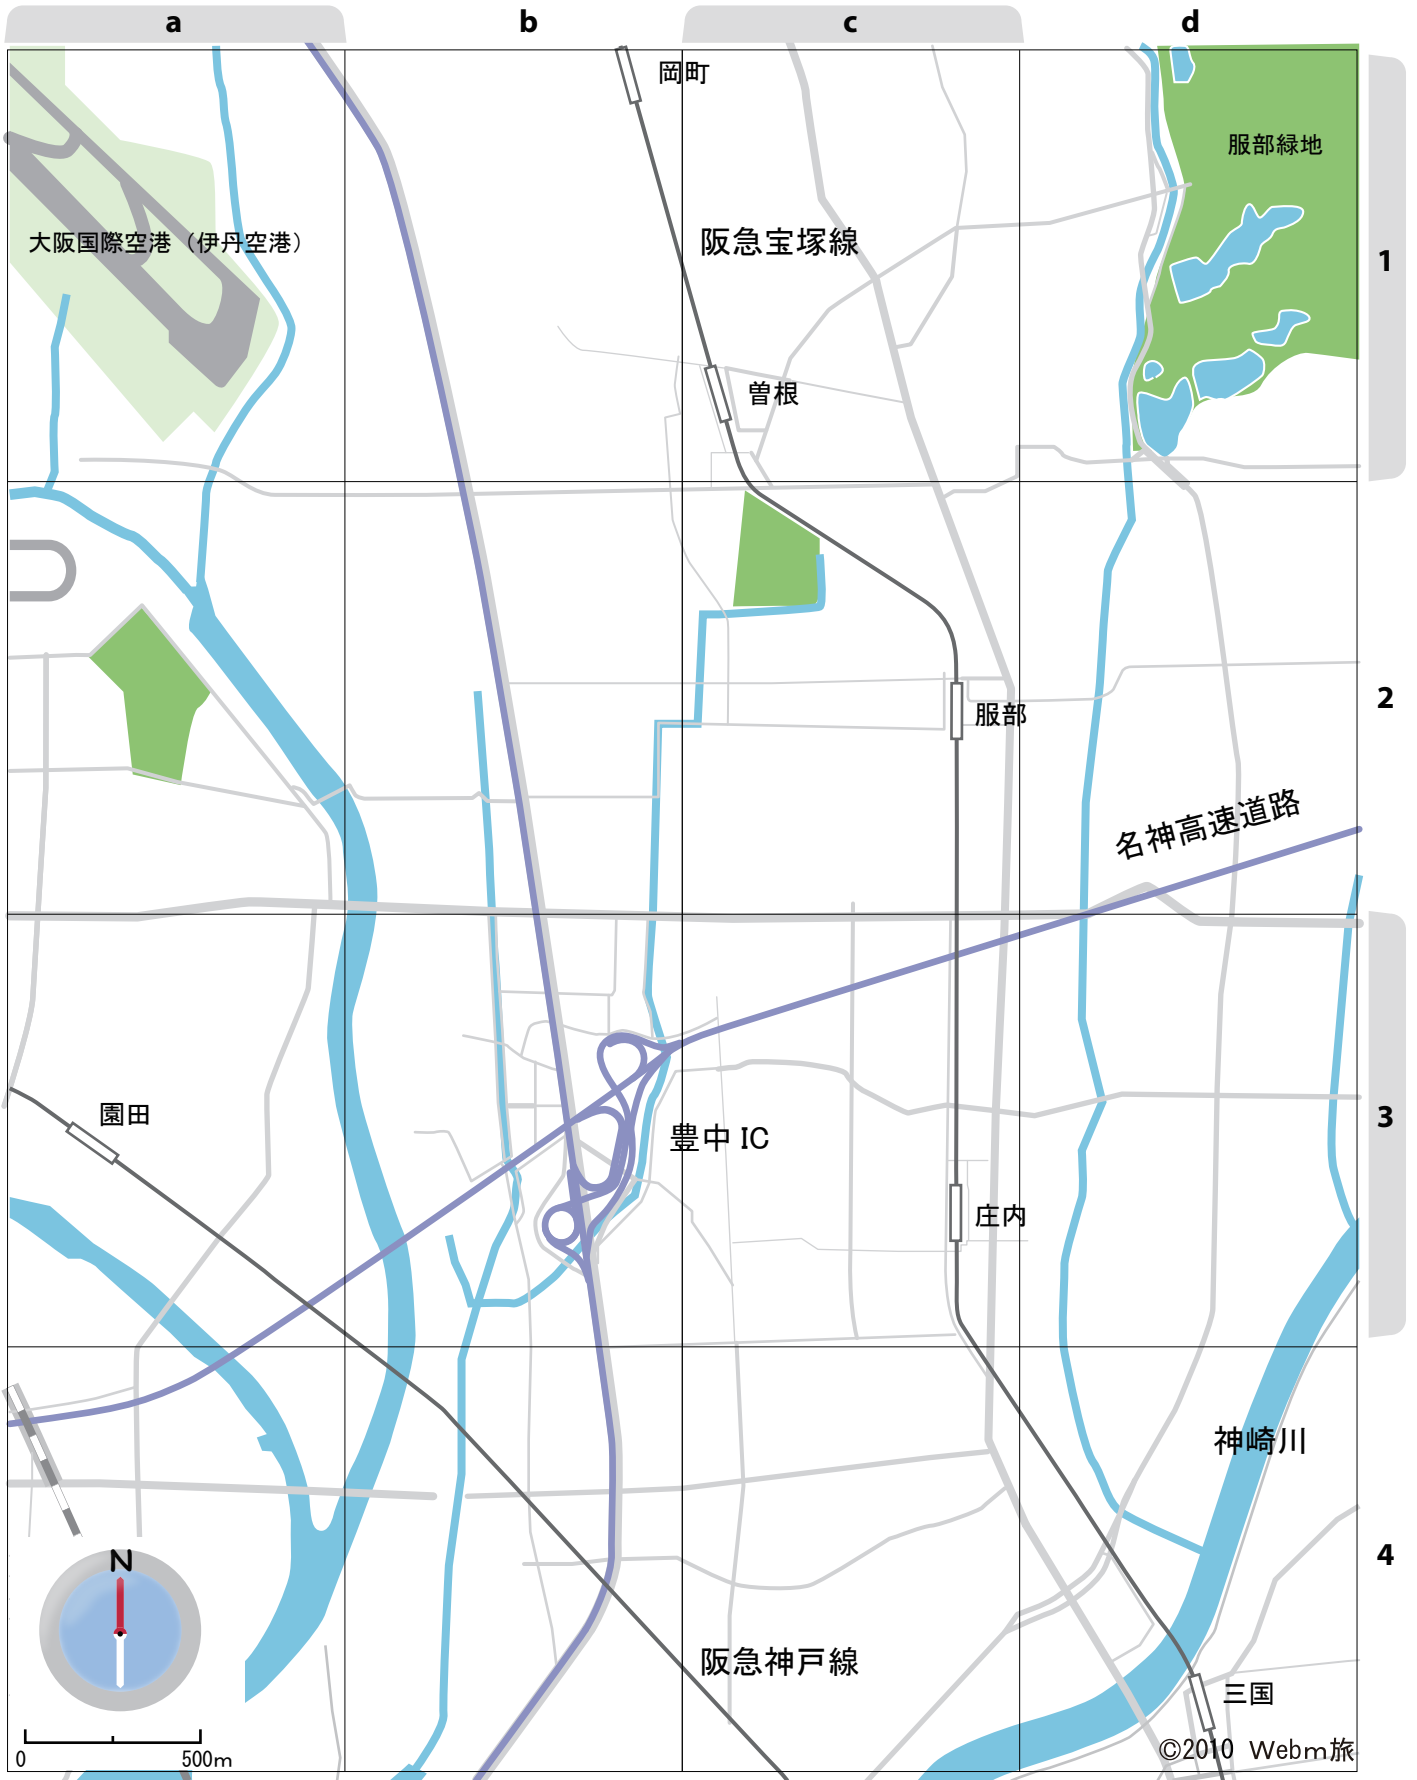 a b c d
岡町
服部緑地
大阪国際空港（伊丹空港）
阪急宝塚線
1
曽根
2
服部
名神高速道路
園田
3
豊中 IC
庄内
神崎川
N
4
阪急神戸線
三国
0 500m
©2010 Webm旅